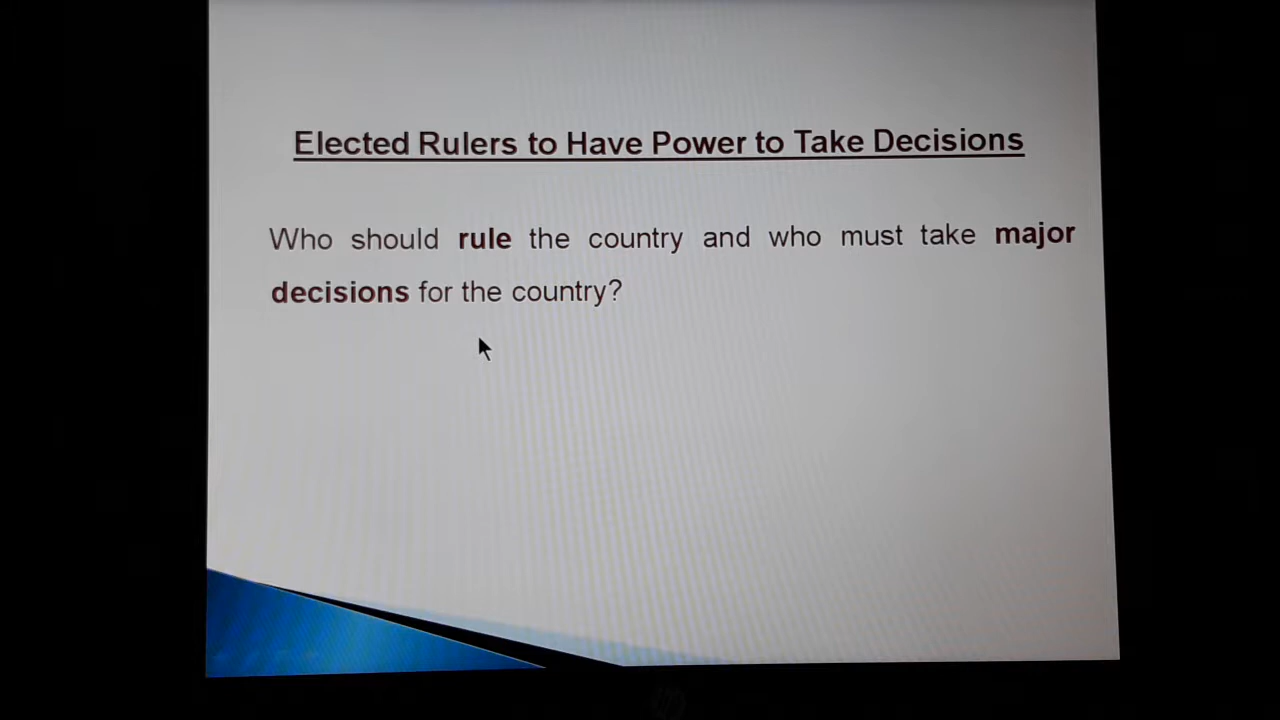 Elected Rulers to Have Power to Take Decisions
Who should rule the country and who must take major
decisions for the country?